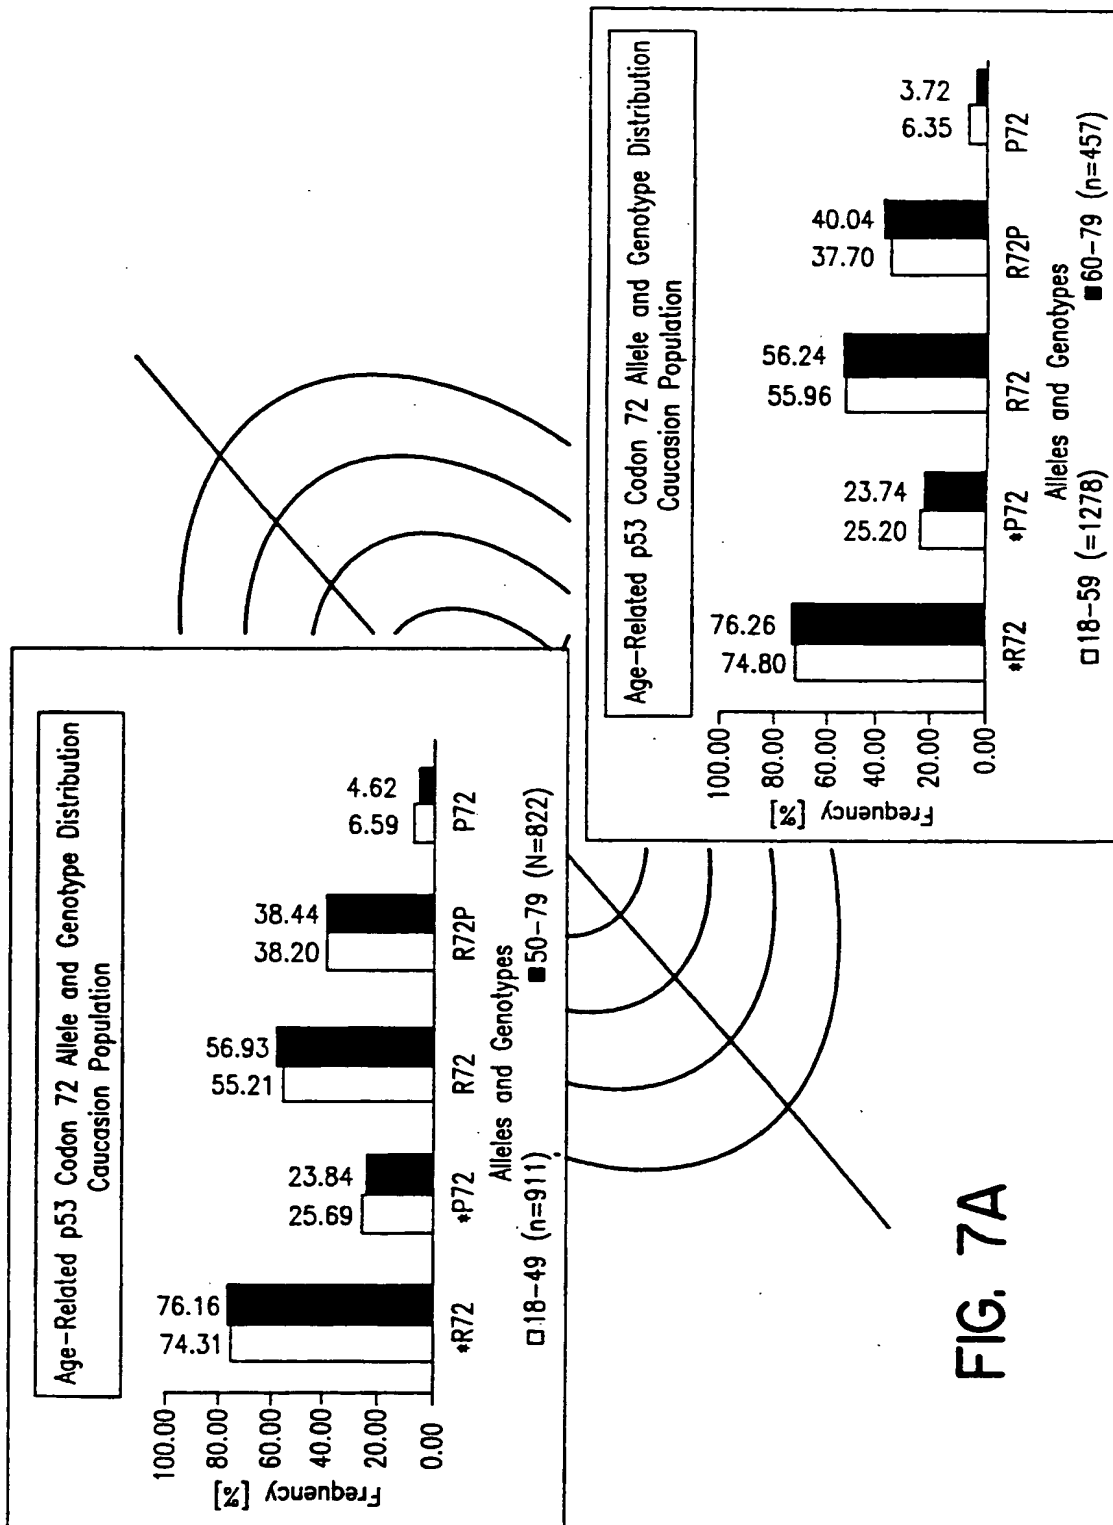 Age-Related p53 Codon 72 Allele and Genotype Distribution
Caucasion Population
Frequency [%]
100.00
80.00
60.00
40.00
20.00
0.00
74.31 76.16
25.69 23.84
55.21 56.93
38.20 38.44
6.59 4.62
*R72 *P72 R72 R72P P72
Alleles and Genotypes
□18-49 (n=911) ■50-79 (N=822)
Age-Related p53 Codon 72 Allele and Genotype Distribution
Caucasion Population
Frequency [%]
100.00
80.00
60.00
40.00
20.00
0.00
74.80 76.26
25.20 23.74
55.96 56.24
37.70 40.04
6.35 3.72
*R72 *P72 R72 R72P P72
Alleles and Genotypes
□18-59 (=1278) ■60-79 (n=457)
FIG. 7A